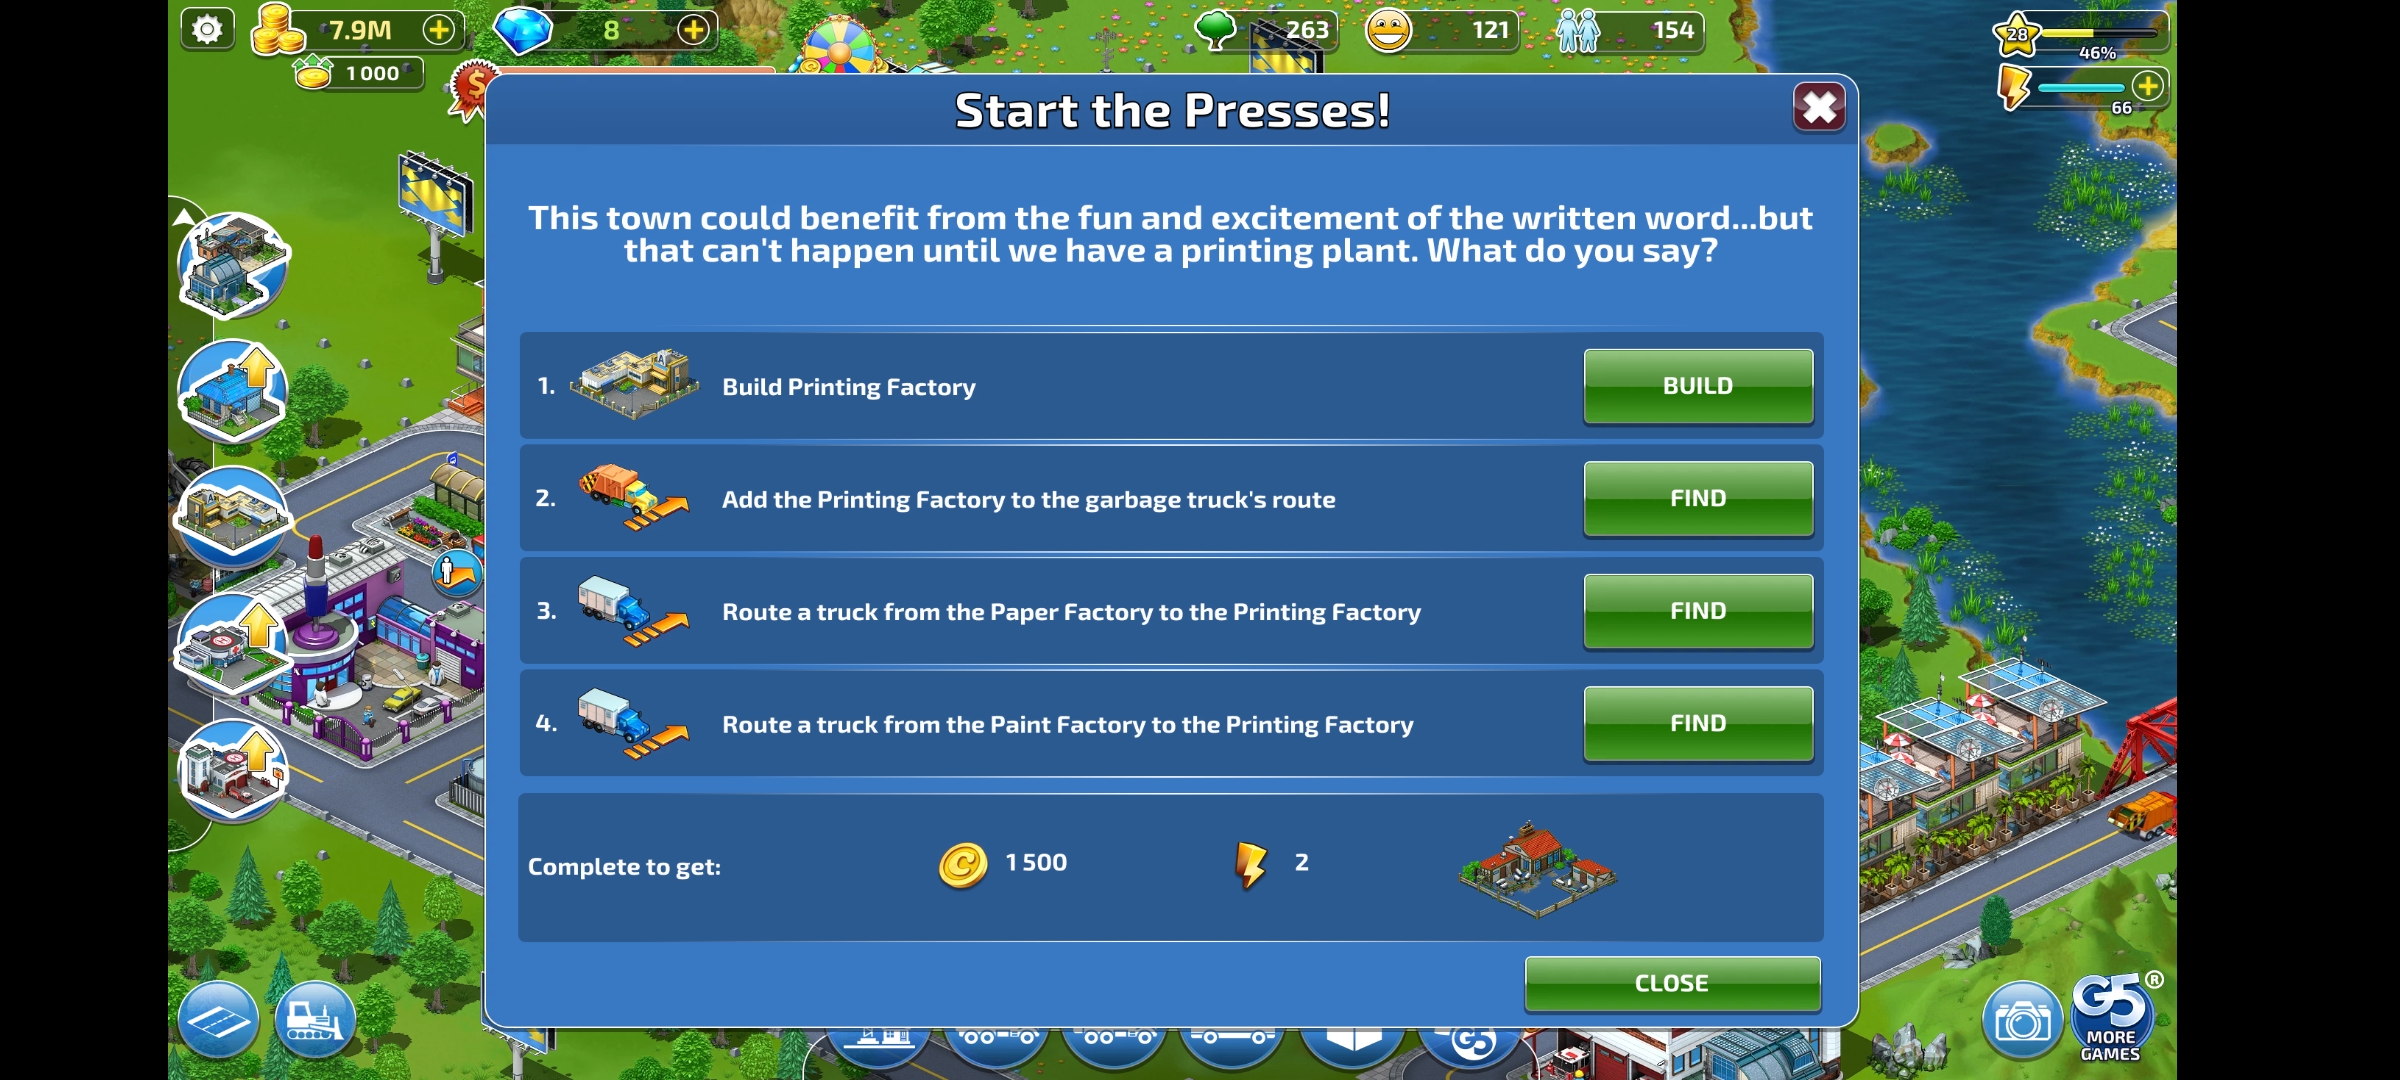 7.9M
8
263
121
154
28
46%
1 000
66
Start the Presses!
This town could benefit from the fun and excitement of the written word...but
that can't happen until we have a printing plant. What do you say?
1.
Build Printing Factory
BUILD
2.
Add the Printing Factory to the garbage truck's route
FIND
3.
Route a truck from the Paper Factory to the Printing Factory
FIND
4.
Route a truck from the Paint Factory to the Printing Factory
FIND
Complete to get:
1 500
2
CLOSE
G5
G5®
MORE
GAMES